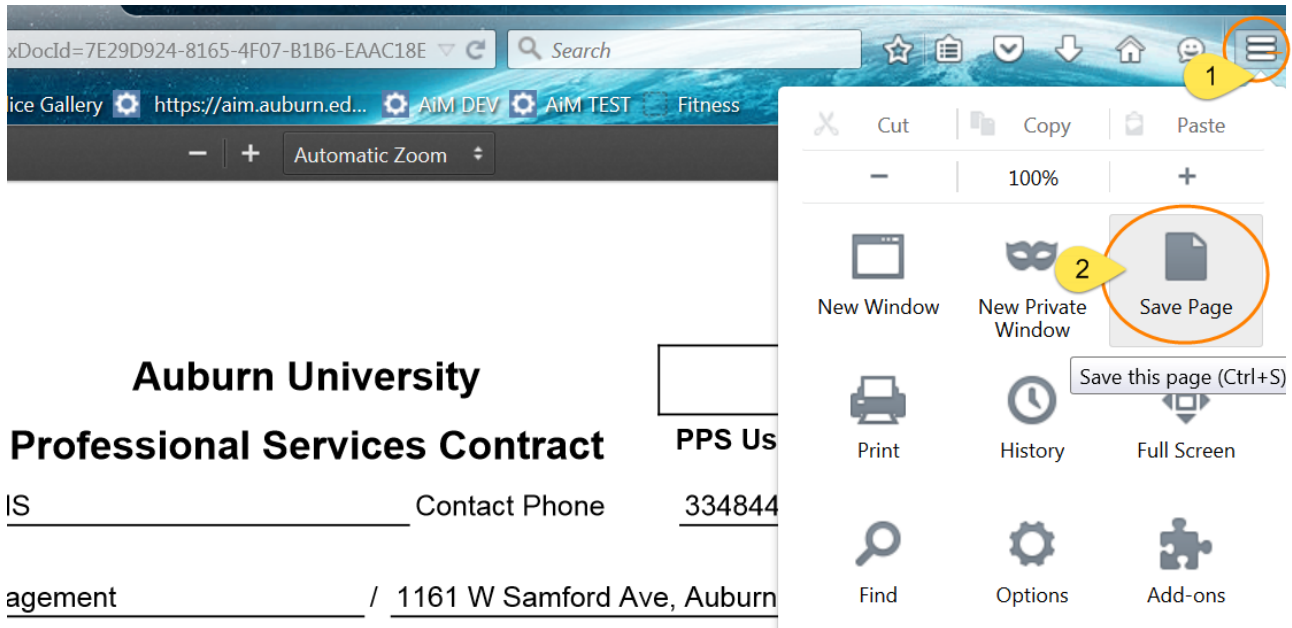 xDocId=7E29D924-8165-4F07-B1B6-EAAC18E Search
1
lice Gallery https://aim.auburn.ed... AiM DEV AiM TEST Fitness
Cut Copy Paste
− + Automatic Zoom
− 100% +
2
New Window New Private Window Save Page
Save this page (Ctrl+S)
Auburn University
Professional Services Contract PPS Us
Print History Full Screen
IS Contact Phone 334844
Find Options Add-ons
agement / 1161 W Samford Ave, Auburn